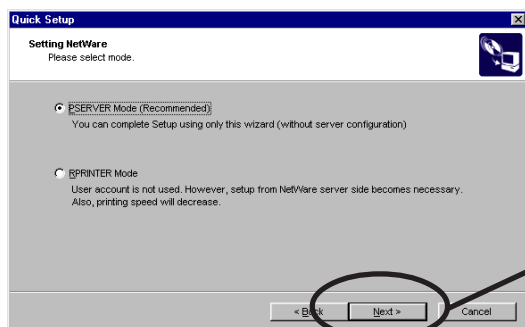 Quick Setup
Setting NetWare
Please select mode.
PSERVER Mode (Recommended)
You can complete Setup using only this wizard (without server configuration)
RPRINTER Mode
User account is not used. However, setup from NetWare server side becomes necessary.
Also, printing speed will decrease.
< Back Next > Cancel